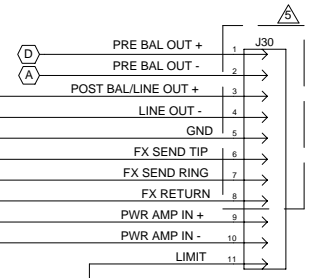 5
J30
D PRE BAL OUT + 1
A PRE BAL OUT - 2
POST BAL/LINE OUT + 3
LINE OUT - 4
GND 5
FX SEND TIP 6
FX SEND RING 7
FX RETURN 8
PWR AMP IN + 9
PWR AMP IN - 10
LIMIT 11